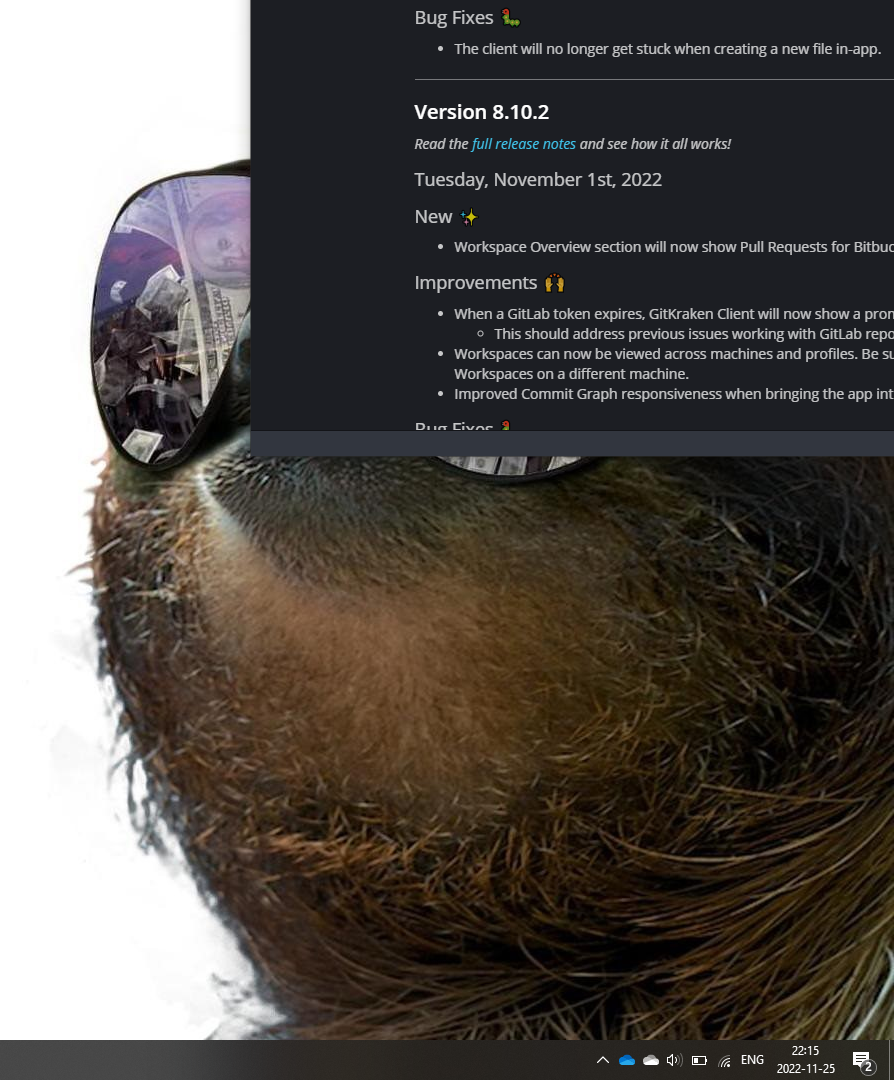 Bug Fixes 🐛
• The client will no longer get stuck when creating a new file in-app.
Version 8.10.2
Read the full release notes and see how it all works!
Tuesday, November 1st, 2022
New ✨
• Workspace Overview section will now show Pull Requests for Bitbuc
Improvements 🙌
• When a GitLab token expires, GitKraken Client will now show a pron
◦ This should address previous issues working with GitLab repo
• Workspaces can now be viewed across machines and profiles. Be su
Workspaces on a different machine.
• Improved Commit Graph responsiveness when bringing the app int
Bug Fixes 🐛
ENG
22:15
2022-11-25
2